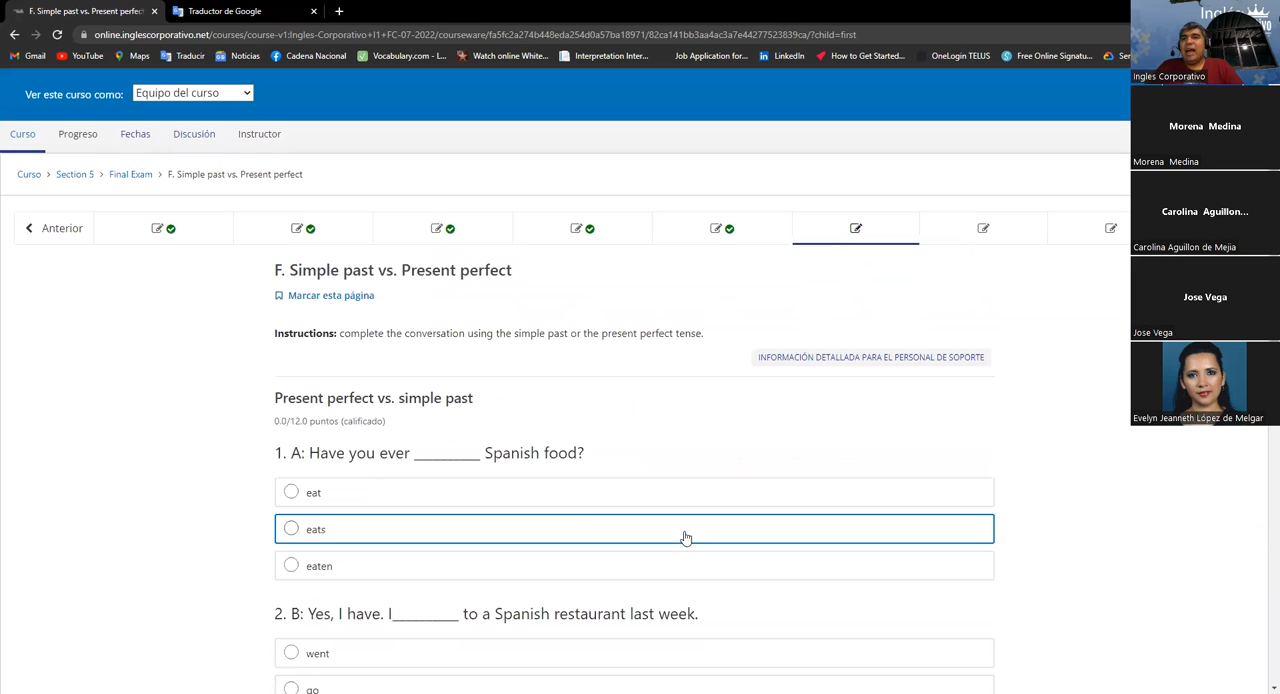 F. Simple past vs. Present perfect
Traductor de Google
online.inglescorporativo.net/courses/course-v1:Ingles-Corporativo+I1+FC-07-2022/courseware/fa5fc2a274b448eda254d0a57ba18971/82ca141bb3aa4ac3a7e44277523839ca/?child=first
Gmail YouTube Maps Traducir Noticias Cadena Nacional Vocabulary.com - L... Watch online White... Interpretation Inter... Job Application for... LinkedIn How to Get Started... OneLogin TELUS Free Online Signatu...
Ver este curso como: Equipo del curso
Curso Progreso Fechas Discusión Instructor
Curso > Section 5 > Final Exam > F. Simple past vs. Present perfect
Anterior
F. Simple past vs. Present perfect
Marcar esta página
Instructions: complete the conversation using the simple past or the present perfect tense.
INFORMACIÓN DETALLADA PARA EL PERSONAL DE SOPORTE
Present perfect vs. simple past
0.0/12.0 puntos (calificado)
1. A: Have you ever __________ Spanish food?
eat
eats
eaten
2. B: Yes, I have. I__________ to a Spanish restaurant last week.
went
go
Ingles Corporativo
Morena Medina
Morena Medina
Carolina Aguillon...
Carolina Aguillon de Mejia
Jose Vega
Jose Vega
Evelyn Jeanneth López de Melgar